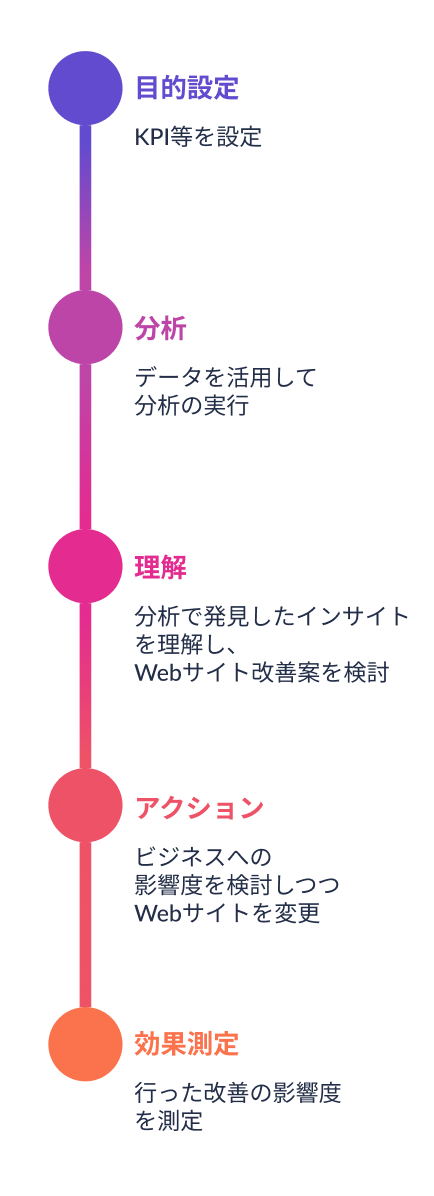 目的設定
KPI等を設定
分析
データを活用して
分析の実行
理解
分析で発見したインサイト
を理解し、
Webサイト改善案を検討
アクション
ビジネスへの
影響度を検討しつつ
Webサイトを変更
効果測定
行った改善の影響度
を測定